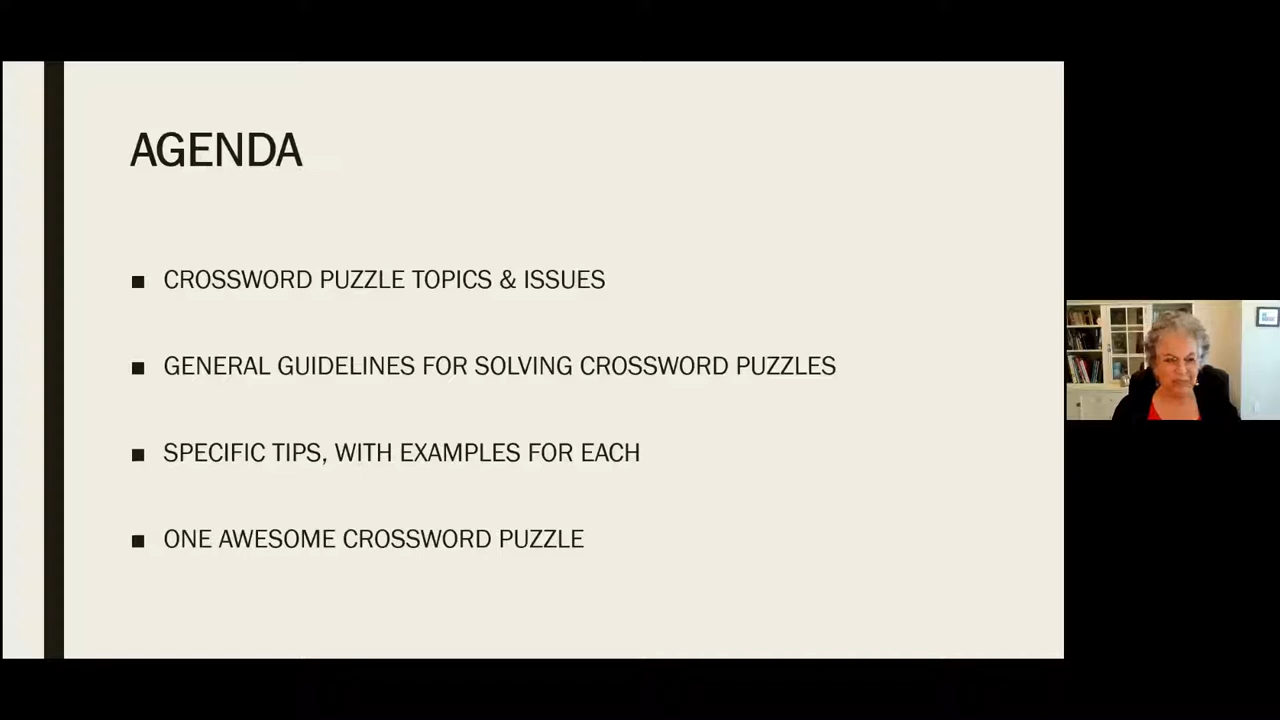 AGENDA
CROSSWORD PUZZLE TOPICS & ISSUES
GENERAL GUIDELINES FOR SOLVING CROSSWORD PUZZLES
SPECIFIC TIPS, WITH EXAMPLES FOR EACH
ONE AWESOME CROSSWORD PUZZLE